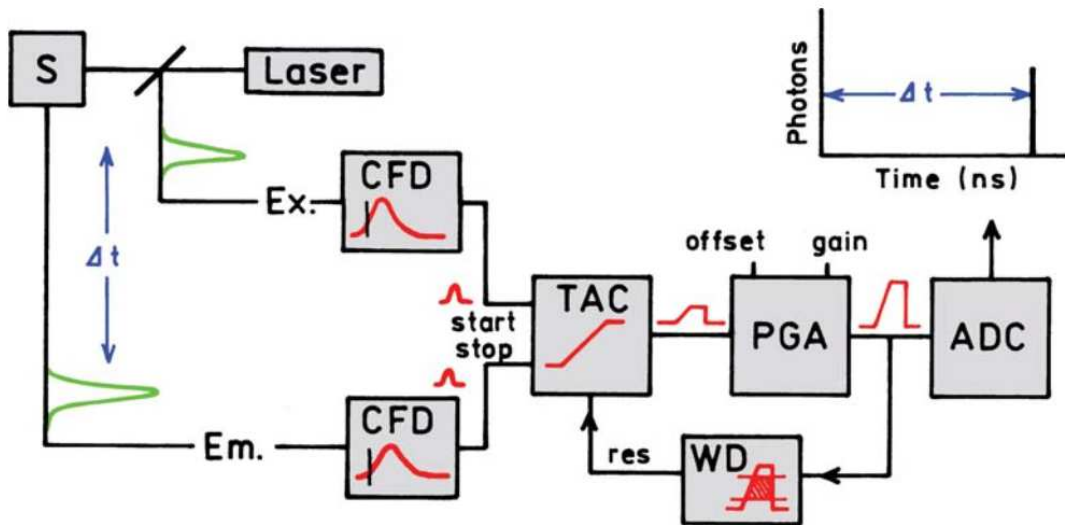 S
Laser
Δt
Ex.
CFD
Δt
Photons
Time (ns)
offset
gain
start
stop
TAC
PGA
ADC
Em.
CFD
res
WD